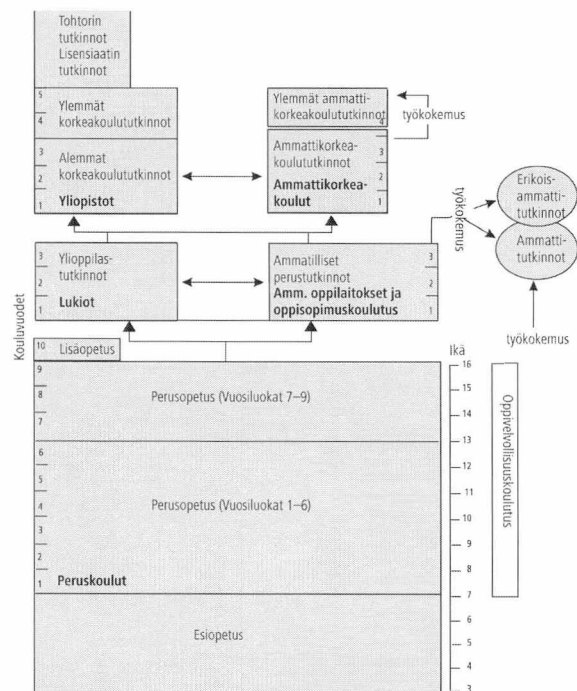 Tohtorin
tutkinnot
Lisensiaatin
tutkinnot
5
4
Ylemmät
korkeakoulututkinnot
3
2
1
Alemmat
korkeakoulututkinnot
Yliopistot
Ylemmät ammatti-
korkeakoulututkinnot
4
työkokemus
Ammattikorkea-
koulututkinnot
Ammattikorkea-
koulut
3
2
1
työkokemus
Erikois-
ammatti-
tutkinnot
Ammatti-
tutkinnot
työkokemus
3
2
1
Ylioppilas-
tutkinnot
Lukiot
Ammatilliset
perustutkinnot
Amm. oppilaitokset ja
oppisopimuskoulutus
3
2
1
Kouluvuodet
10 Lisäopetus
9
8
7
Perusopetus (Vuosiluokat 7–9)
6
5
4
3
2
1
Perusopetus (Vuosiluokat 1–6)
Peruskoulut
Esiopetus
Ikä
16
15
14
13
12
11
10
9
8
7
6
5
4
3
Oppivelvollisuuskoulutus